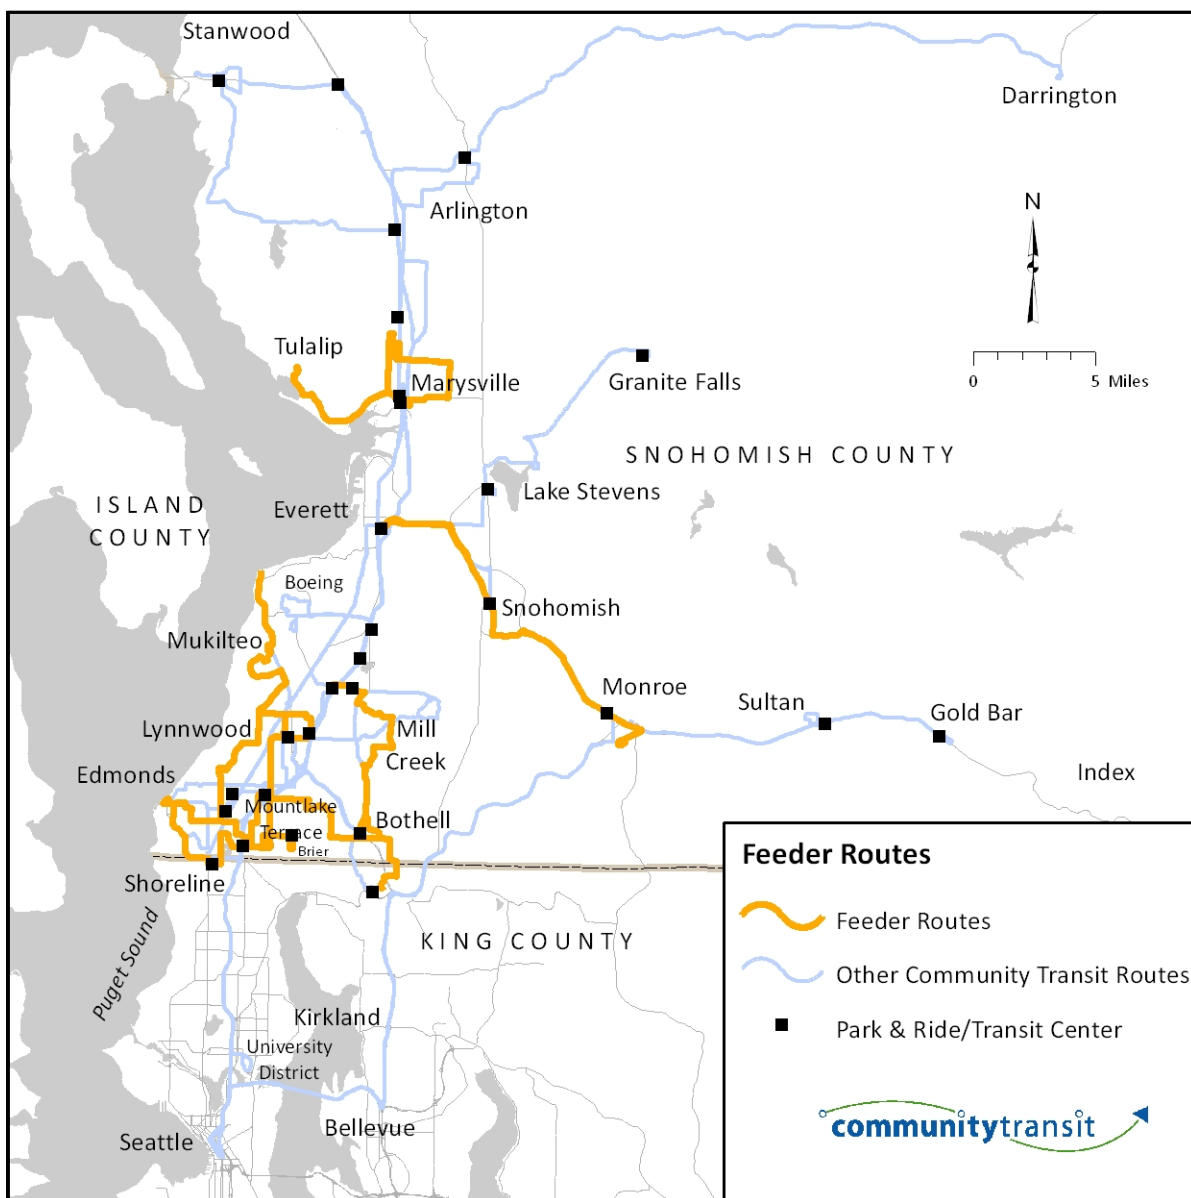 Stanwood
Darrington
N
Arlington
Tulalip
Marysville
Granite Falls
0 5 Miles
SNOHOMISH COUNTY
ISLAND
COUNTY
Lake Stevens
Everett
Boeing
Snohomish
Mukilteo
Monroe
Sultan
Gold Bar
Lynnwood
Mill
Creek
Edmonds
Index
Mountlake
Terrace
Bothell
Brier
Shoreline
Puget Sound
KING COUNTY
Kirkland
University
District
Bellevue
Seattle
Feeder Routes
Feeder Routes
Other Community Transit Routes
Park & Ride/Transit Center
communitytransit